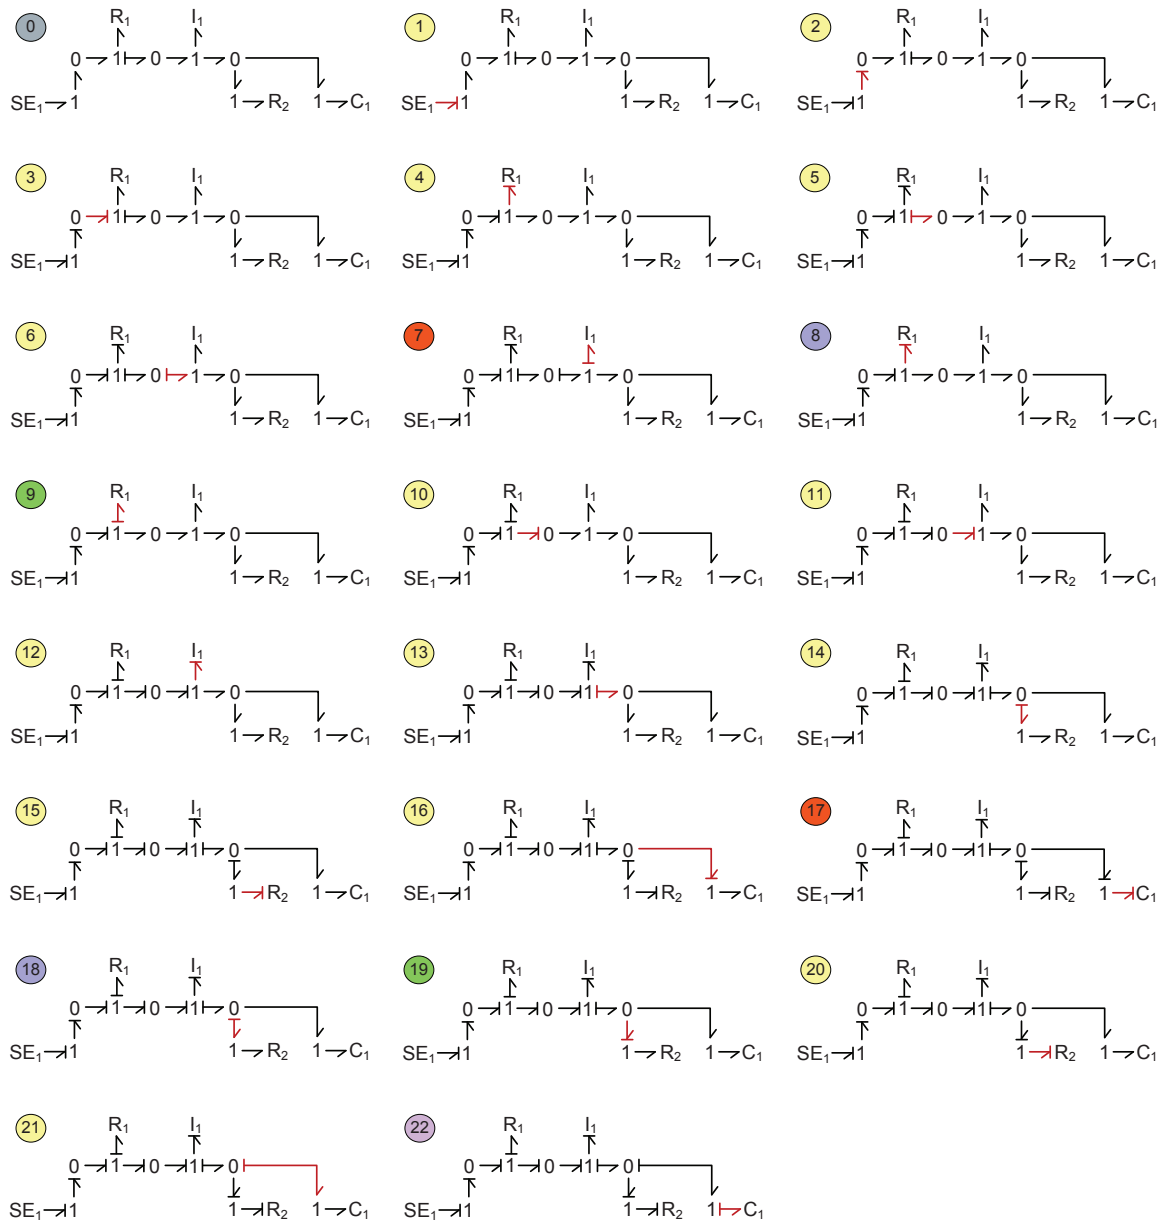 0 R₁ I₁ 1 R₁ I₁ 2 R₁ I₁
0 1 0 1 0 0 1 0 1 0 0 1 0 1 0
SE₁ 1 1 R₂ 1 C₁ SE₁ 1 1 R₂ 1 C₁ SE₁ 1 1 R₂ 1 C₁
3 R₁ I₁ 4 R₁ I₁ 5 R₁ I₁
0 1 0 1 0 0 1 0 1 0 0 1 0 1 0
SE₁ 1 1 R₂ 1 C₁ SE₁ 1 1 R₂ 1 C₁ SE₁ 1 1 R₂ 1 C₁
6 R₁ I₁ 7 R₁ I₁ 8 R₁ I₁
0 1 0 1 0 0 1 0 1 0 0 1 0 1 0
SE₁ 1 1 R₂ 1 C₁ SE₁ 1 1 R₂ 1 C₁ SE₁ 1 1 R₂ 1 C₁
9 R₁ I₁ 10 R₁ I₁ 11 R₁ I₁
0 1 0 1 0 0 1 0 1 0 0 1 0 1 0
SE₁ 1 1 R₂ 1 C₁ SE₁ 1 1 R₂ 1 C₁ SE₁ 1 1 R₂ 1 C₁
12 R₁ I₁ 13 R₁ I₁ 14 R₁ I₁
0 1 0 1 0 0 1 0 1 0 0 1 0 1 0
SE₁ 1 1 R₂ 1 C₁ SE₁ 1 1 R₂ 1 C₁ SE₁ 1 1 R₂ 1 C₁
15 R₁ I₁ 16 R₁ I₁ 17 R₁ I₁
0 1 0 1 0 0 1 0 1 0 0 1 0 1 0
SE₁ 1 1 R₂ 1 C₁ SE₁ 1 1 R₂ 1 C₁ SE₁ 1 1 R₂ 1 C₁
18 R₁ I₁ 19 R₁ I₁ 20 R₁ I₁
0 1 0 1 0 0 1 0 1 0 0 1 0 1 0
SE₁ 1 1 R₂ 1 C₁ SE₁ 1 1 R₂ 1 C₁ SE₁ 1 1 R₂ 1 C₁
21 R₁ I₁ 22 R₁ I₁
0 1 0 1 0 0 1 0 1 0
SE₁ 1 1 R₂ 1 C₁ SE₁ 1 1 R₂ 1 C₁